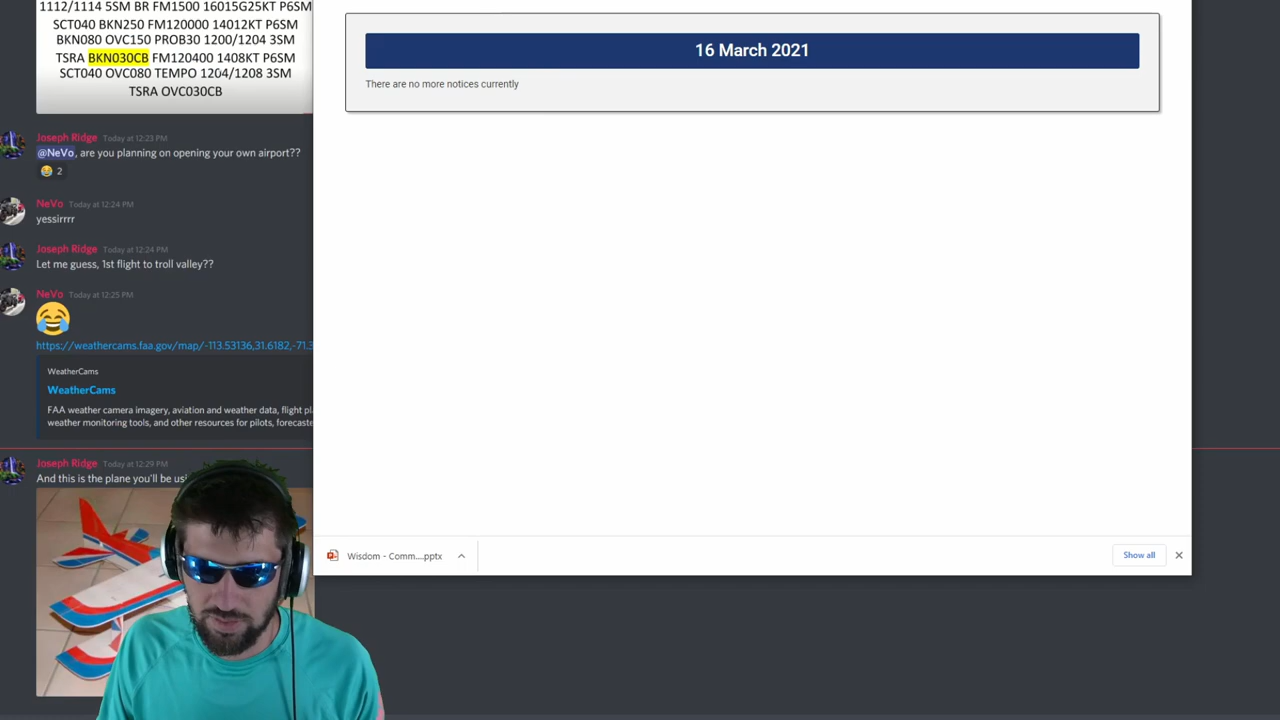 1112/1114 5SM BR FM1500 16015G25KT P6SM
SCT040 BKN250 FM120000 14012KT P6SM
BKN080 OVC150 PROB30 1200/1204 3SM
TSRA BKN030CB FM120400 1408KT P6SM
SCT040 OVC080 TEMPO 1204/1208 3SM
TSRA OVC030CB
Joseph Ridge Today at 12:23 PM
@NeVo, are you planning on opening your own airport??
😂 2
NeVo Today at 12:24 PM
yessirrrr
Joseph Ridge Today at 12:24 PM
Let me guess, 1st flight to troll valley??
NeVo Today at 12:25 PM
😂
https://weathercams.faa.gov/map/-113.53136,31.6182,-71.3
WeatherCams
WeatherCams
FAA weather camera imagery, aviation and weather data, flight pl
weather monitoring tools, and other resources for pilots, forecaste
Joseph Ridge Today at 12:29 PM
And this is the plane you'll be usi
16 March 2021
There are no more notices currently
Wisdom - Comm....pptx
Show all